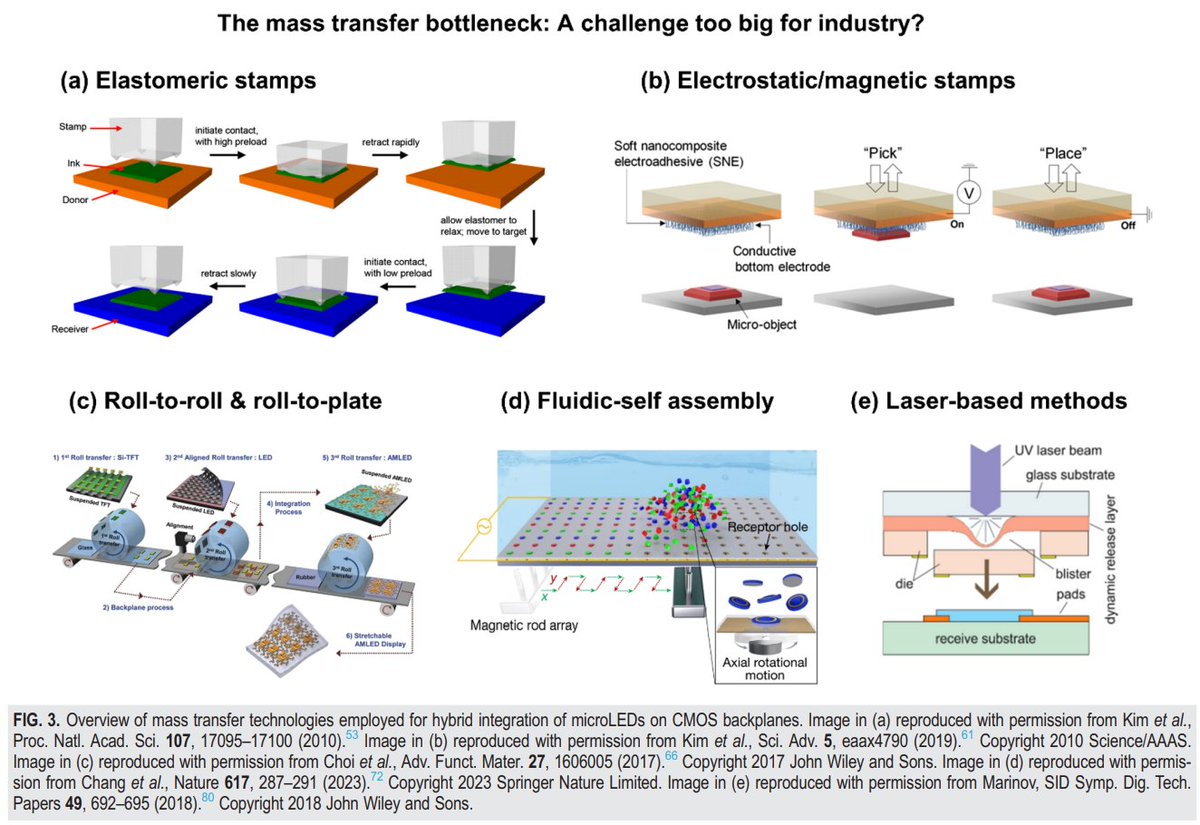 The mass transfer bottleneck: A challenge too big for industry?
(a) Elastomeric stamps
Stamp
Ink
Donor
initiate contact,
with high preload
retract rapidly
allow elastomer to
relax; move to target
initiate contact,
with low preload
retract slowly
Receiver
(b) Electrostatic/magnetic stamps
Soft nanocomposite
electroadhesive (SNE)
“Pick”
“Place”
V
On
Off
Conductive
bottom electrode
Micro-object
(c) Roll-to-roll & roll-to-plate
1) 1st Roll transfer : Si-TFT
3) 2nd Aligned Roll transfer : LED
5) 3rd Roll transfer : AMLED
Suspended TFT
Suspended LED
Suspended AMLED
4) Integration
Process
Alignment
1st Roll
transfer
2nd Roll
transfer
3rd Roll
transfer
Glass
Rubber
2) Backplane process
6) Stretchable
AMLED Display
(d) Fluidic-self assembly
Receptor hole
y
x
Magnetic rod array
Axial rotational
motion
(e) Laser-based methods
UV laser beam
glass substrate
dynamic release layer
blister
die
pads
receive substrate
FIG. 3. Overview of mass transfer technologies employed for hybrid integration of microLEDs on CMOS backplanes. Image in (a) reproduced with permission from Kim et al.,
Proc. Natl. Acad. Sci. 107, 17095–17100 (2010).53 Image in (b) reproduced with permission from Kim et al., Sci. Adv. 5, eaax4790 (2019).61 Copyright 2010 Science/AAAS.
Image in (c) reproduced with permission from Choi et al., Adv. Funct. Mater. 27, 1606005 (2017).66 Copyright 2017 John Wiley and Sons. Image in (d) reproduced with permis-
sion from Chang et al., Nature 617, 287–291 (2023).72 Copyright 2023 Springer Nature Limited. Image in (e) reproduced with permission from Marinov, SID Symp. Dig. Tech.
Papers 49, 692–695 (2018).80 Copyright 2018 John Wiley and Sons.